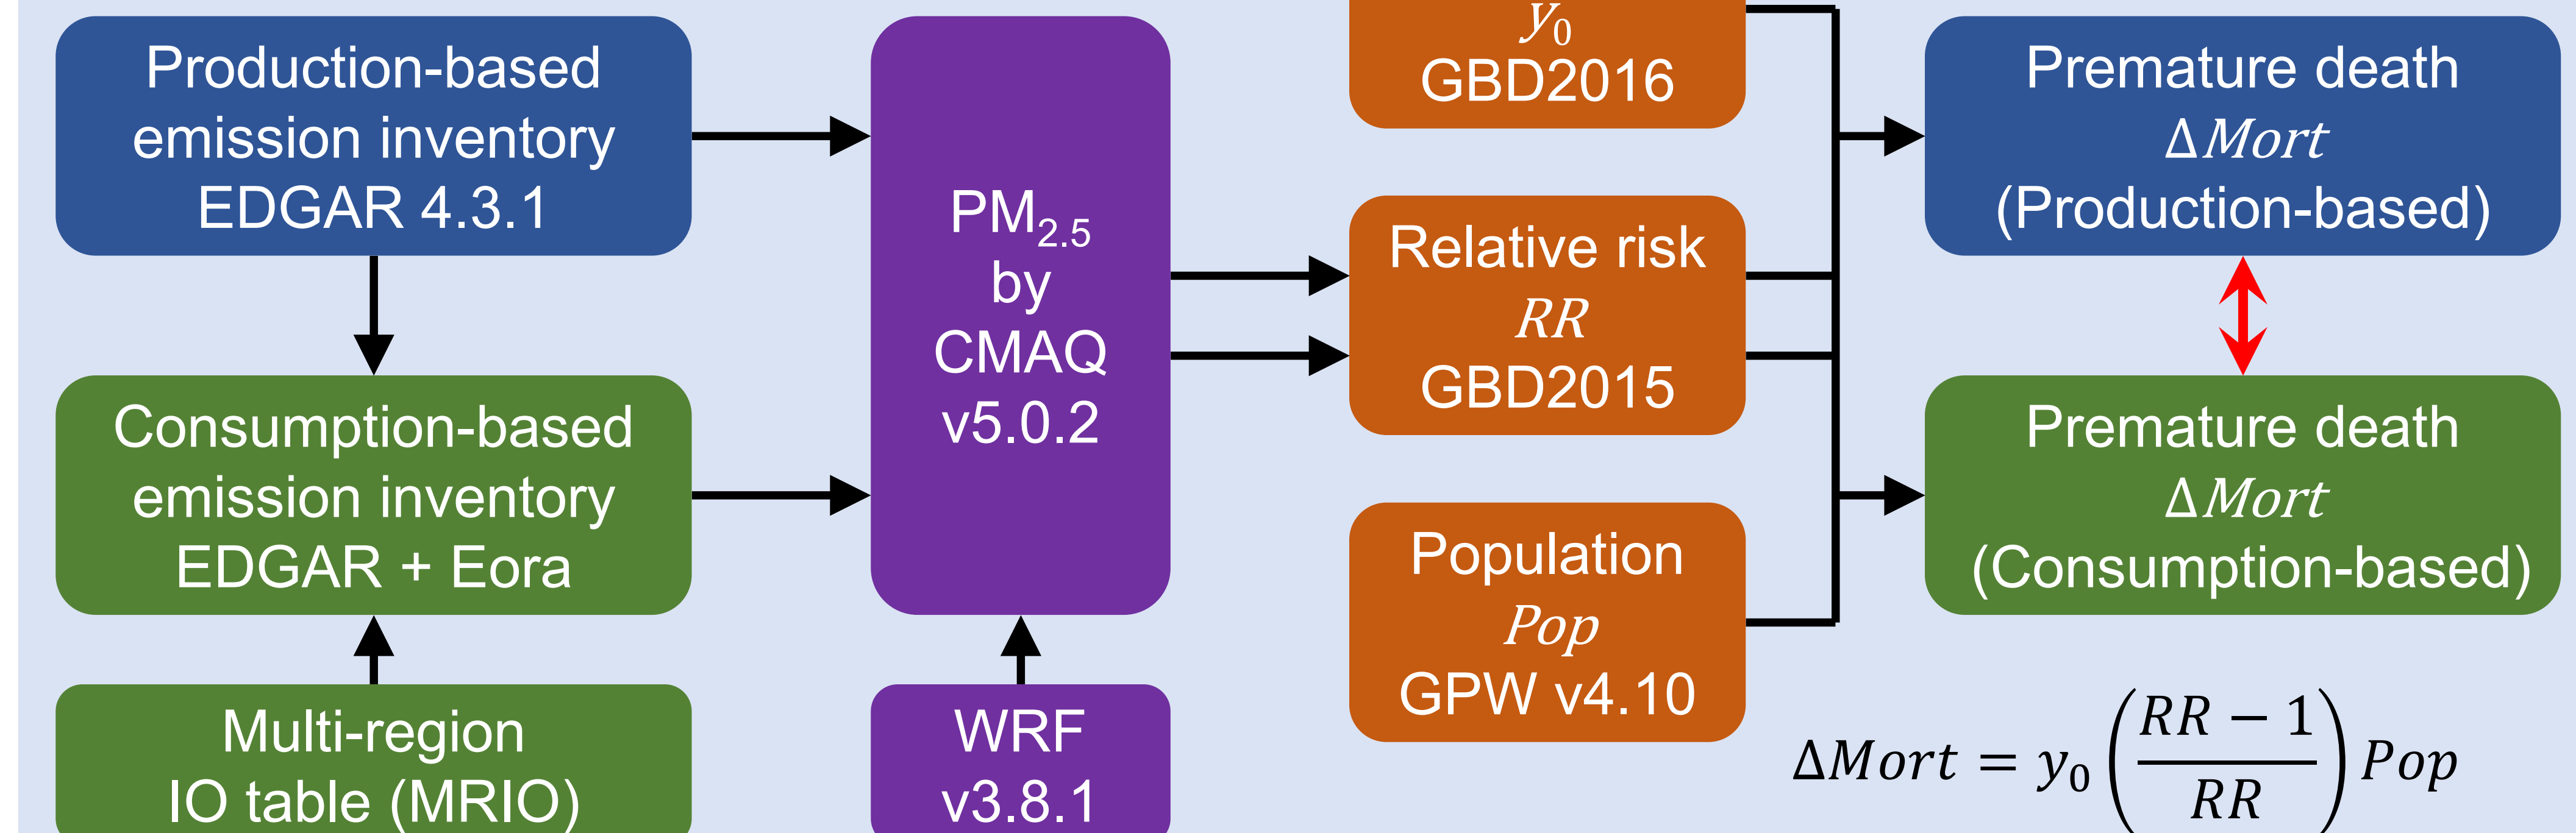 Production-based
emission inventory
EDGAR 4.3.1
Consumption-based
emission inventory
EDGAR + Eora
Multi-region
IO table (MRIO)
PM₂.₅
by
CMAQ
v5.0.2
WRF
v3.8.1
y₀
GBD2016
Relative risk
RR
GBD2015
Population
Pop
GPW v4.10
Premature death
ΔMort
(Production-based)
Premature death
ΔMort
(Consumption-based)
ΔMort = y₀ ((RR − 1)/RR) Pop